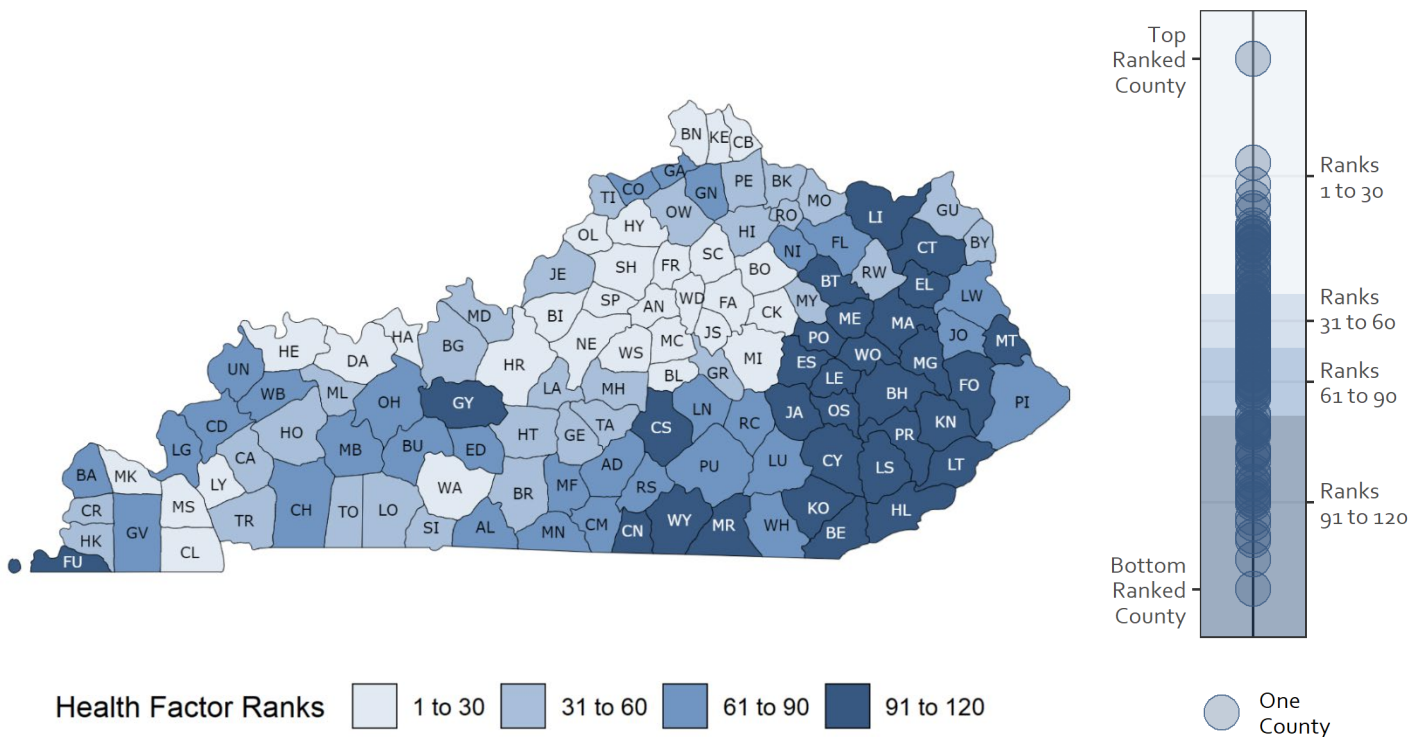 BN KE CB
GA
TI CO GN PE BK
OW MO
RO
LI GU
OL HY HI
NI FL CT BY
JE SH FR SC BO
BT RW EL LW
MD BI SP AN WD FA CK MY
ME MA
HE DA HA BG HR NE WS MC JS MI PO JO MT
ES WO MG
UN BL GR LE FO
WB ML OH GY LA MH BH PI
CD HO CS LN RC JA OS KN
LG MB BU ED HT GE TA PR
CA AD PU LU CY LS LT
BA MK LY WA BR MF RS
CR MS TR CH TO LO KO HL
HK GV SI AL MN CM CN WY MR WH BE
FU CL
Top
Ranked
County
Ranks
1 to 30
Ranks
31 to 60
Ranks
61 to 90
Ranks
91 to 120
Bottom
Ranked
County
Health Factor Ranks 1 to 30 31 to 60 61 to 90 91 to 120
One
County